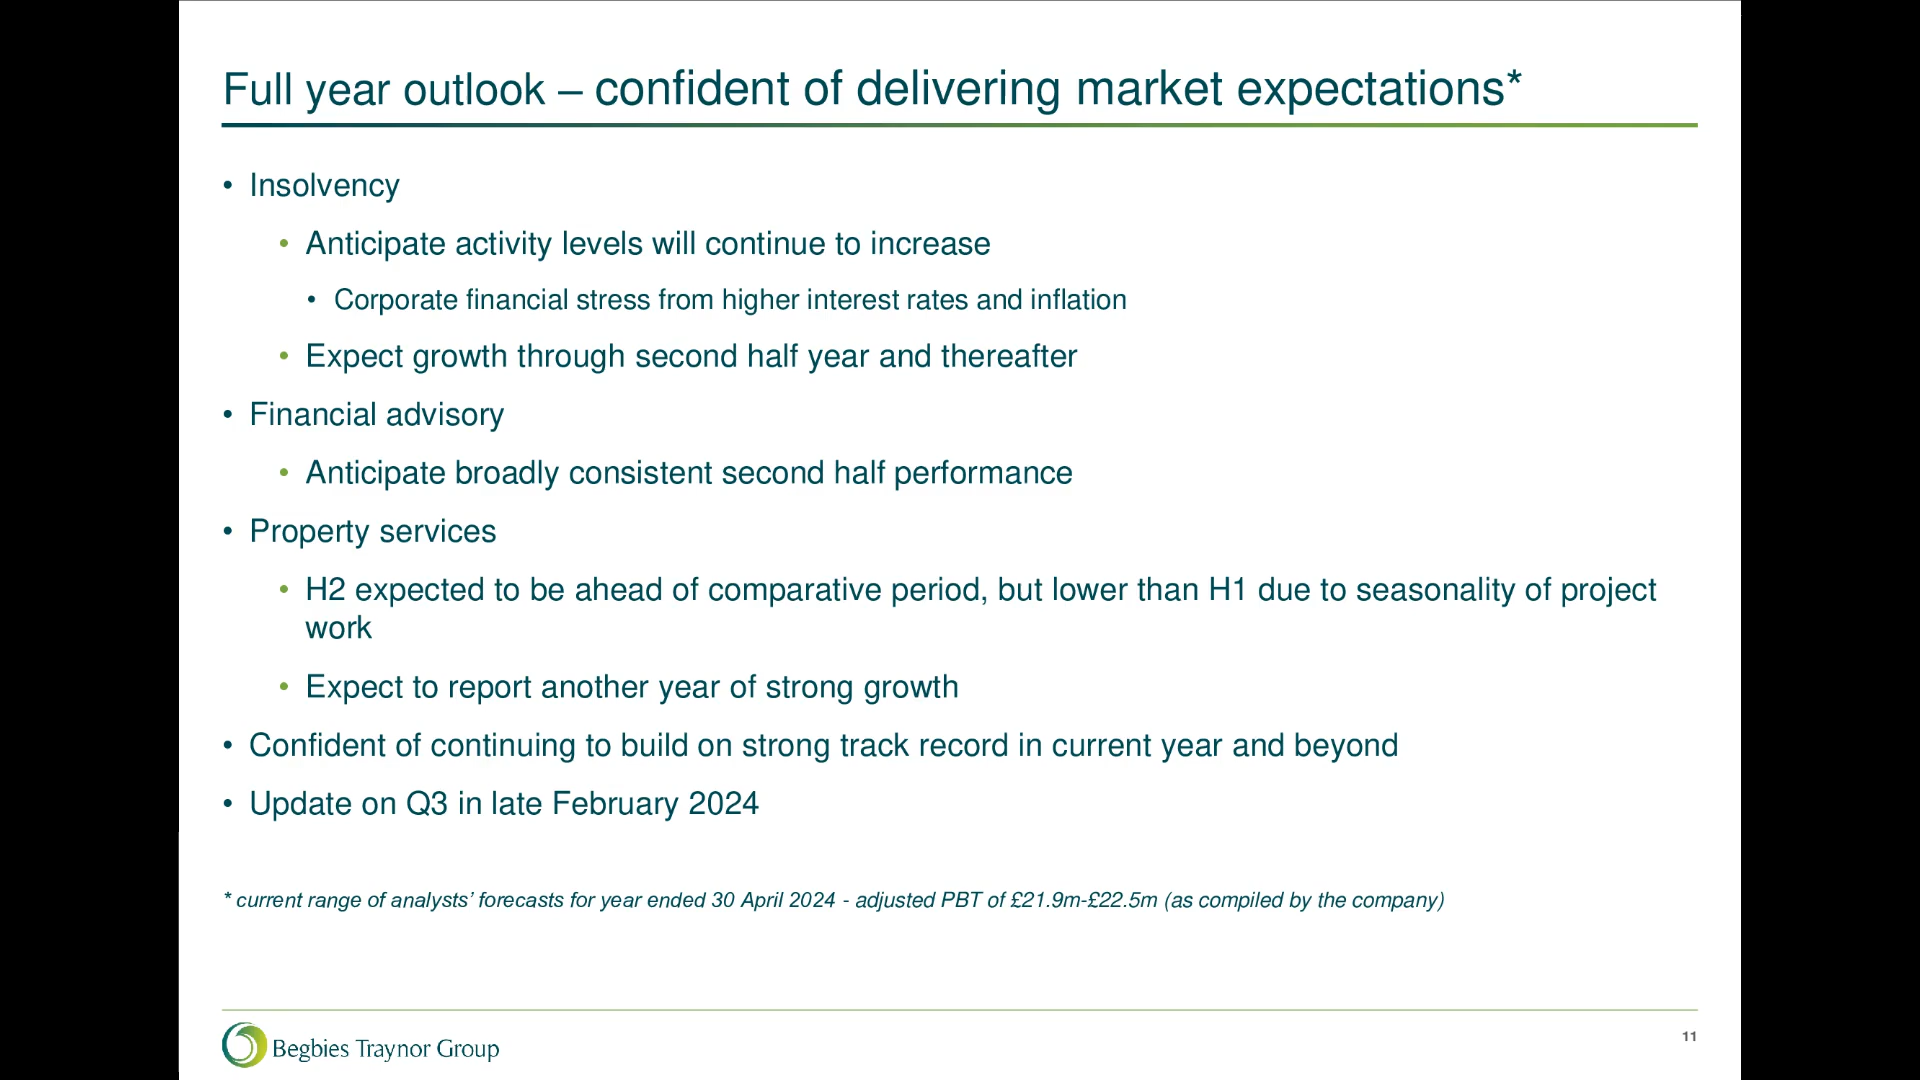 Full year outlook – confident of delivering market expectations*
• Insolvency
• Anticipate activity levels will continue to increase
• Corporate financial stress from higher interest rates and inflation
• Expect growth through second half year and thereafter
• Financial advisory
• Anticipate broadly consistent second half performance
• Property services
• H2 expected to be ahead of comparative period, but lower than H1 due to seasonality of project
work
• Expect to report another year of strong growth
• Confident of continuing to build on strong track record in current year and beyond
• Update on Q3 in late February 2024
* current range of analysts’ forecasts for year ended 30 April 2024 - adjusted PBT of £21.9m-£22.5m (as compiled by the company)
Begbies Traynor Group
11